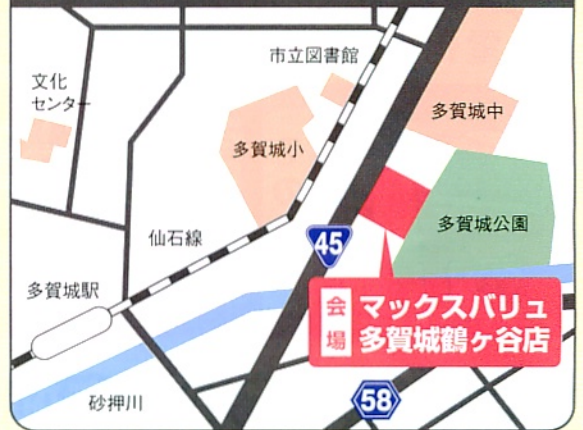 市立図書館
文化
センター
多賀城中
多賀城小
多賀城公園
仙石線
45
多賀城駅
会場
マックスバリュ
多賀城鶴ヶ谷店
砂押川
58